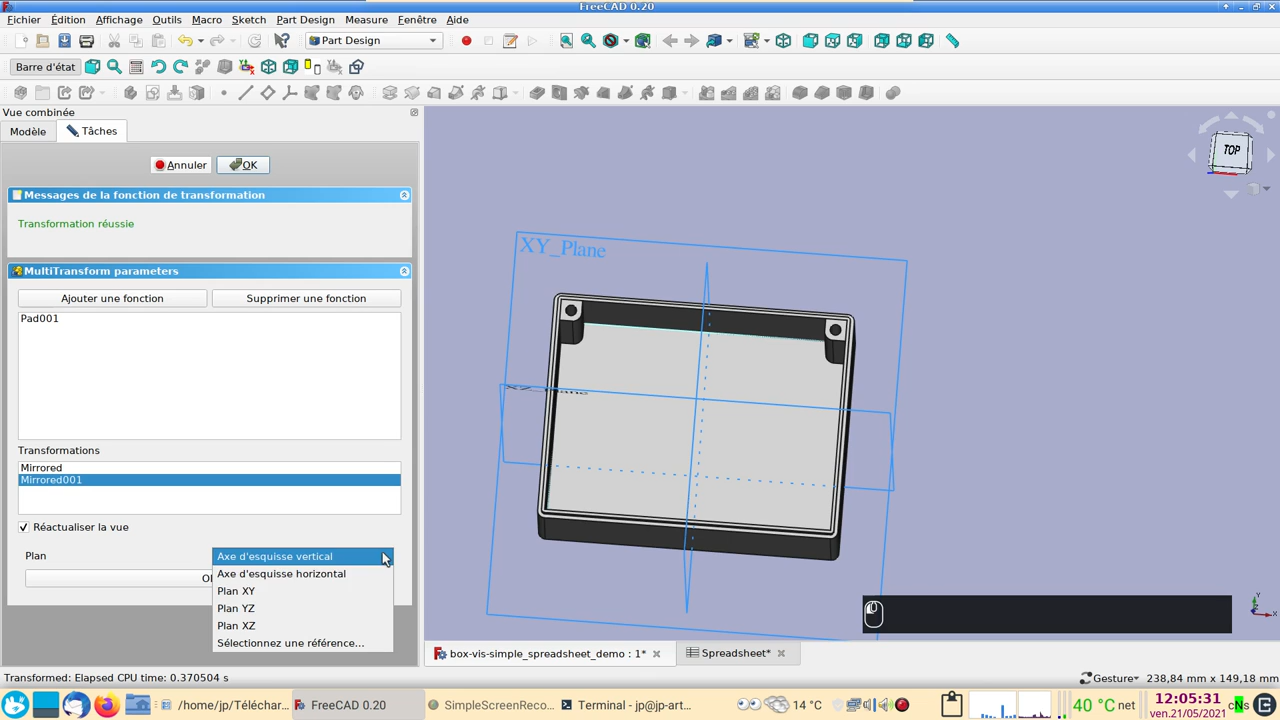 FreeCAD 0.20
Fichier Édition Affichage Outils Macro Sketch Part Design Mesure Fenêtre Aide
Part Design
Barre d'état
Vue combinée
Modèle Tâches
Annuler OK
Messages de la fonction de transformation
Transformation réussie
MultiTransform parameters
Ajouter une fonction Supprimer une fonction
Pad001
Transformations
Mirrored
Mirrored001
Réactualiser la vue
Plan
Axe d'esquisse vertical
Axe d'esquisse horizontal
Plan XY
Plan YZ
Plan XZ
Sélectionnez une référence...
XY_Plane
TOP
box-vis-simple_spreadsheet_demo : 1*
Spreadsheet*
Transformed: Elapsed CPU time: 0.370504 s
Gesture
238,84 mm x 149,18 mm
/home/jp/Téléchar...
FreeCAD 0.20
SimpleScreenReco...
Terminal - jp@jp-art...
14 °C
40 °C
12:05:31
ven.21/05/2021